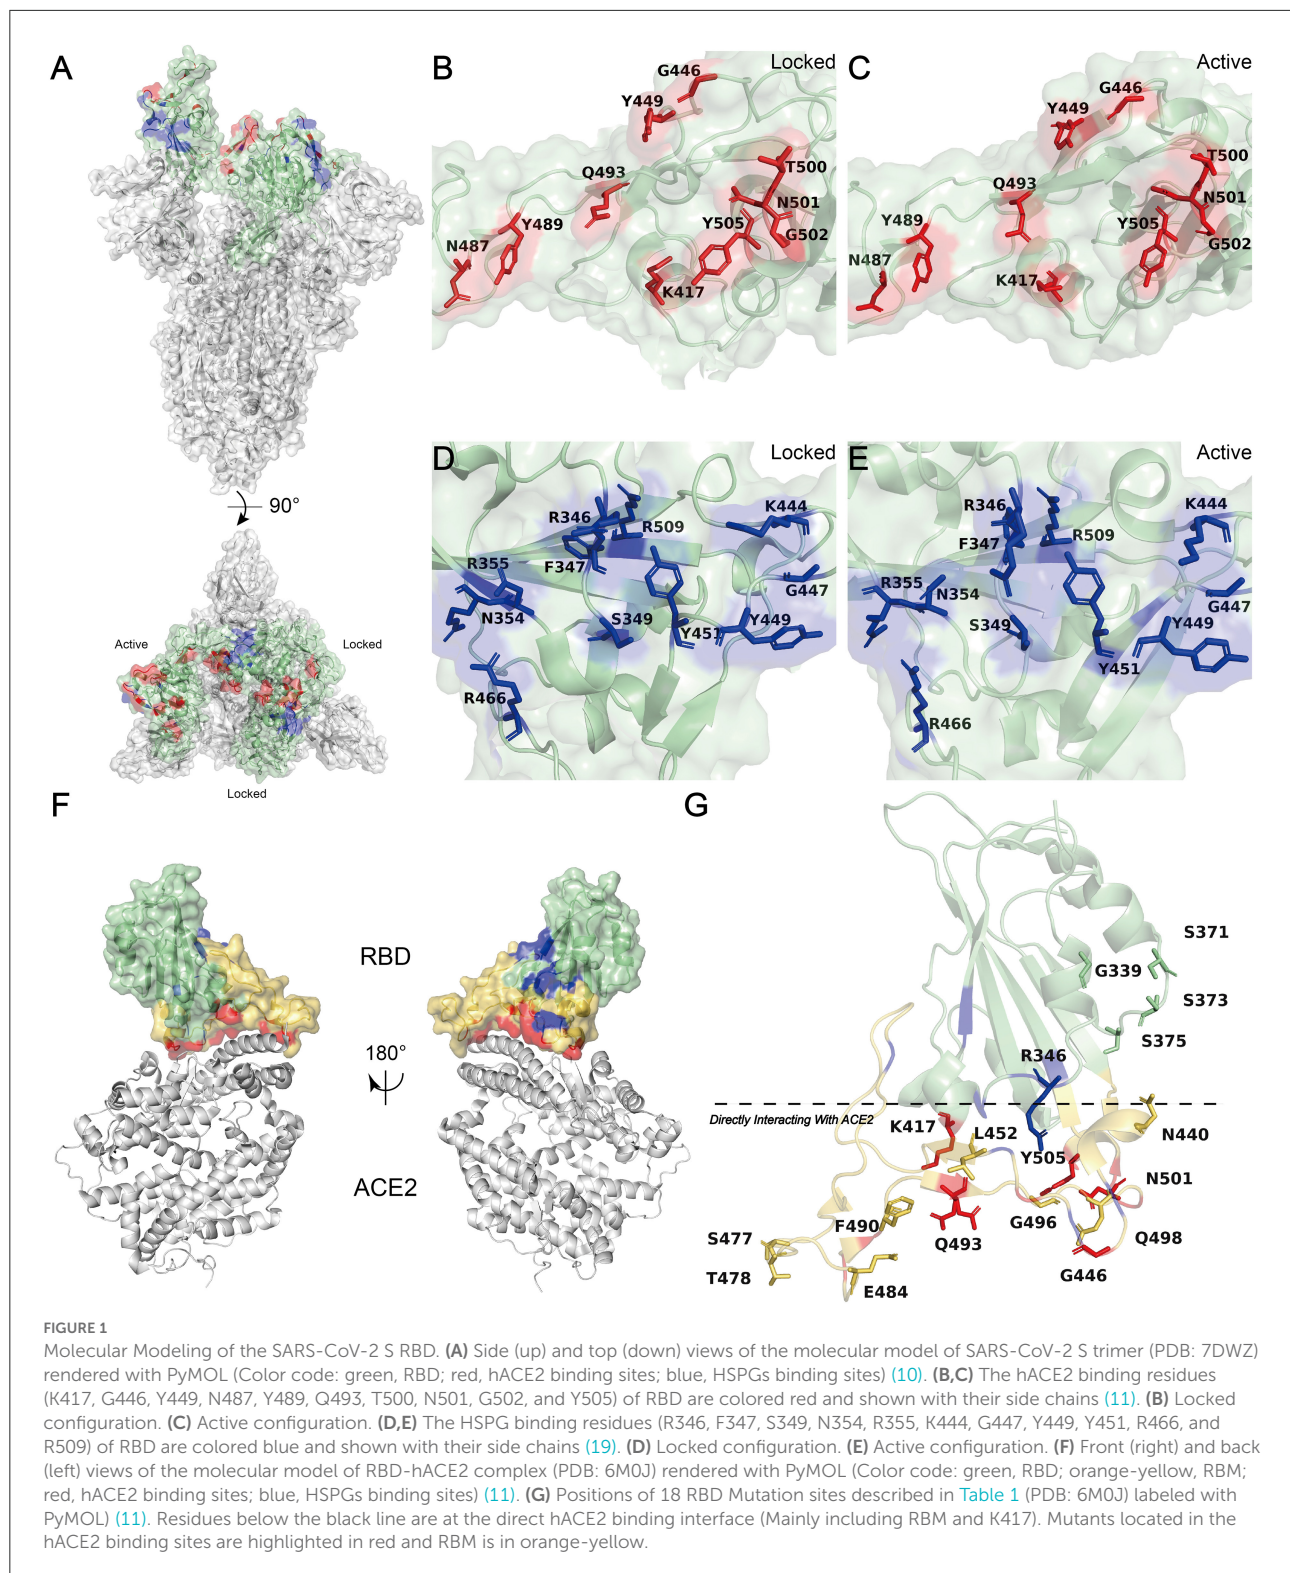 A
B
Locked
G446
Y449
Q493
T500
Y489
N501
Y505
N487
G502
K417
C
Active
G446
Y449
T500
Q493
N501
Y489
Y505
G502
N487
K417
90°
Active
Locked
Locked
D
Locked
K444
R346
R509
R355
F347
G447
N354
S349
Y451
Y449
R466
E
Active
K444
R346
R509
F347
R355
N354
G447
S349
Y449
Y451
R466
F
RBD
180°
ACE2
G
S371
G339
S373
S375
R346
Directly Interacting With ACE2
K417
L452
N440
Y505
N501
F490
G496
S477
Q493
Q498
T478
G446
E484
FIGURE 1
Molecular Modeling of the SARS-CoV-2 S RBD. (A) Side (up) and top (down) views of the molecular model of SARS-CoV-2 S trimer (PDB: 7DWZ)
rendered with PyMOL (Color code: green, RBD; red, hACE2 binding sites; blue, HSPGs binding sites) (10). (B,C) The hACE2 binding residues
(K417, G446, Y449, N487, Y489, Q493, T500, N501, G502, and Y505) of RBD are colored red and shown with their side chains (11). (B) Locked
configuration. (C) Active configuration. (D,E) The HSPG binding residues (R346, F347, S349, N354, R355, K444, G447, Y449, Y451, R466, and
R509) of RBD are colored blue and shown with their side chains (19). (D) Locked configuration. (E) Active configuration. (F) Front (right) and back
(left) views of the molecular model of RBD-hACE2 complex (PDB: 6M0J) rendered with PyMOL (Color code: green, RBD; orange-yellow, RBM;
red, hACE2 binding sites; blue, HSPGs binding sites) (11). (G) Positions of 18 RBD Mutation sites described in Table 1 (PDB: 6M0J) labeled with
PyMOL) (11). Residues below the black line are at the direct hACE2 binding interface (Mainly including RBM and K417). Mutants located in the
hACE2 binding sites are highlighted in red and RBM is in orange-yellow.